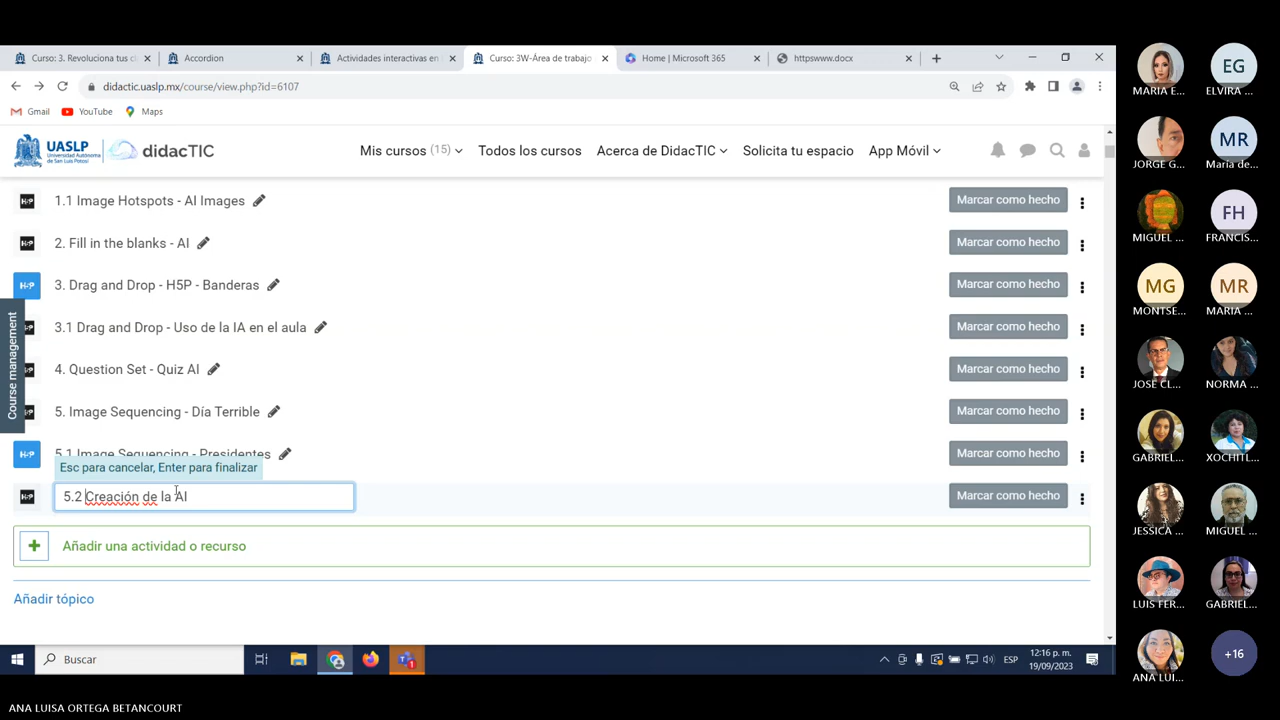 Curso: 3. Revoluciona tus cl
Accordion
Actividades interactivas en
Curso: 3W-Área de trabajo
Home | Microsoft 365
httpswww.docx
didactic.uaslp.mx/course/view.php?id=6107
Gmail
YouTube
Maps
UASLP
Universidad Autónoma
de San Luis Potosí
didacTIC
Mis cursos (15)
Todos los cursos
Acerca de DidacTIC
Solicita tu espacio
App Móvil
1.1 Image Hotspots - AI Images
Marcar como hecho
2. Fill in the blanks - AI
Marcar como hecho
3. Drag and Drop - H5P - Banderas
Marcar como hecho
3.1 Drag and Drop - Uso de la IA en el aula
Marcar como hecho
4. Question Set - Quiz AI
Marcar como hecho
5. Image Sequencing - Día Terrible
Marcar como hecho
5.1 Image Sequencing - Presidentes
Marcar como hecho
Esc para cancelar, Enter para finalizar
5.2 Creación de la AI
Marcar como hecho
Añadir una actividad o recurso
Añadir tópico
Course management
Buscar
ESP
12:16 p. m.
19/09/2023
MARIA E...
EG
ELVIRA ...
JORGE G...
MR
María de...
MIGUEL ...
FH
FRANCIS...
MG
MONTSE...
MR
MARIA ...
JOSE CL...
NORMA ...
GABRIEL...
XOCHITL...
JESSICA ...
MIGUEL ...
LUIS FER...
GABRIEL...
ANA LUI...
+16
ANA LUISA ORTEGA BETANCOURT